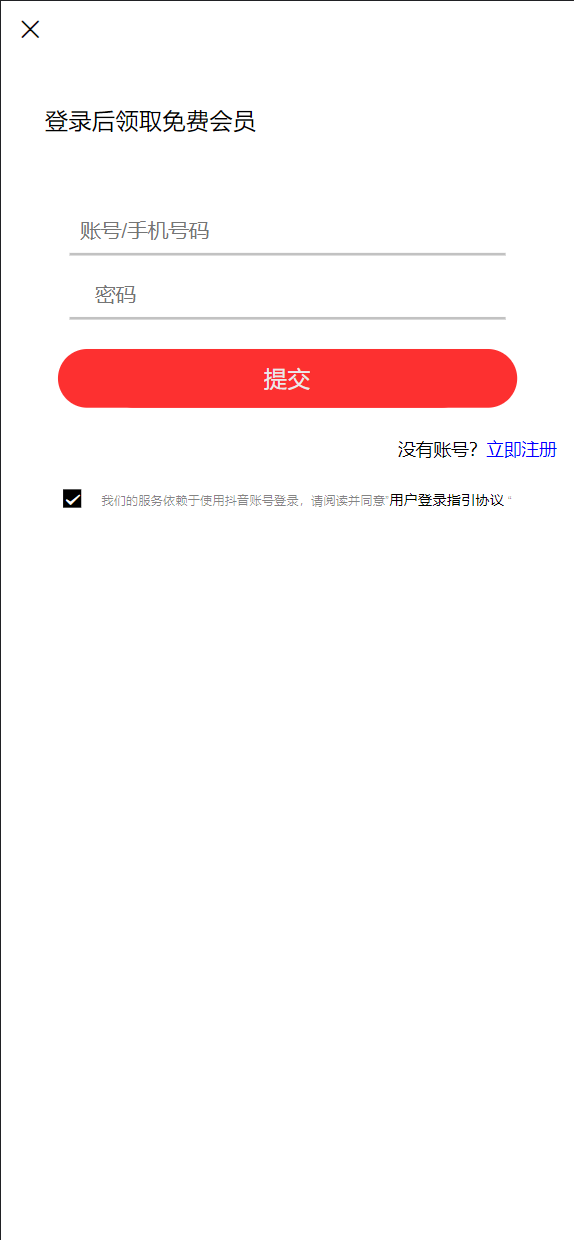 登录后领取免费会员
账号/手机号码
密码
提交
没有账号？立即注册
我们的服务依赖于使用抖音账号登录，请阅读并同意”用户登录指引协议 “